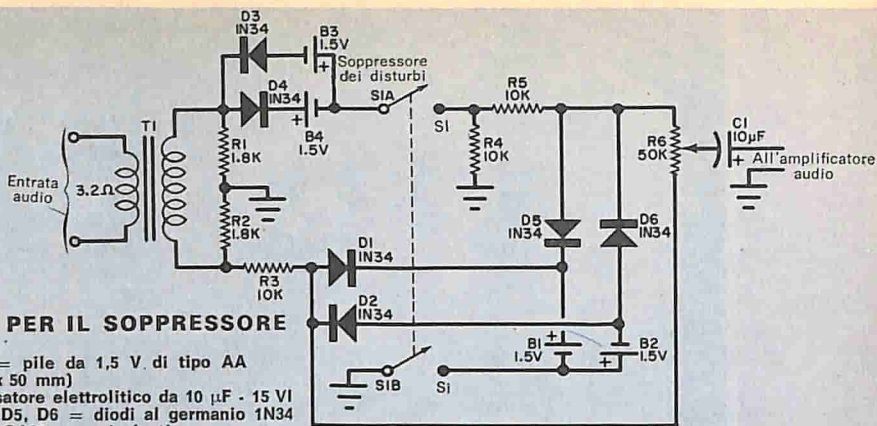 D3
1N34
B3
1.5V
+
Soppressore
dei disturbi
D4
1N34
+
B4
1.5V
S1A
SI
R5
10K
R4
10K
R6
50K
C1
10µF
+
All'amplificatore
audio
T1
Entrata
audio
3.2Ω
R1
1.8K
R2
1.8K
R3
10K
D1
1N34
D2
1N34
D5
1N34
D6
1N34
S1B
SI
+
B1
1.5V
+
B2
1.5V
PER IL SOPPRESSORE
= pile da 1,5 V di tipo AA
x 50 mm)
satore elettrolitico da 10 µF - 15 Vl
D5, D6 = diodi al germanio 1N34